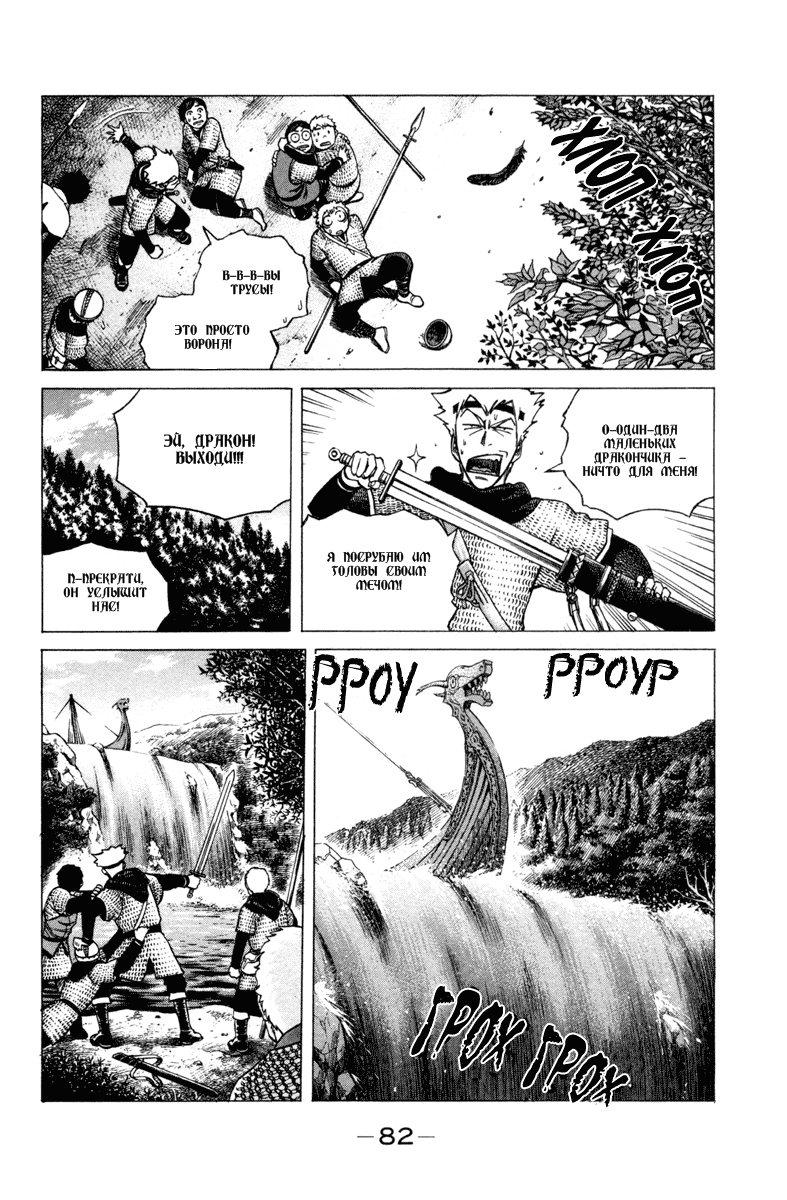 ХЛОП ХЛОП
В-В-В-ВЫ
ТРУСЫ!
ЭТО ПРОСТО
ВОРОНА!
О-ОДИН-ДВА
МАЛЕНЬКИХ
ДРАКОНЧИКА -
НИЧТО ДЛЯ МЕНЯ!
Я ПОСРУБАЮ ИМ
ГОЛОВЫ СВОИМ
МЕЧОМ!
ЭЙ, ДРАКОН!
ВЫХОДИ!!!
П-ПРЕКРАТИ,
ОН УСЛЫШИТ
НАС!
РРОУР
РРОУ
ГРОХ ГРОХ
82